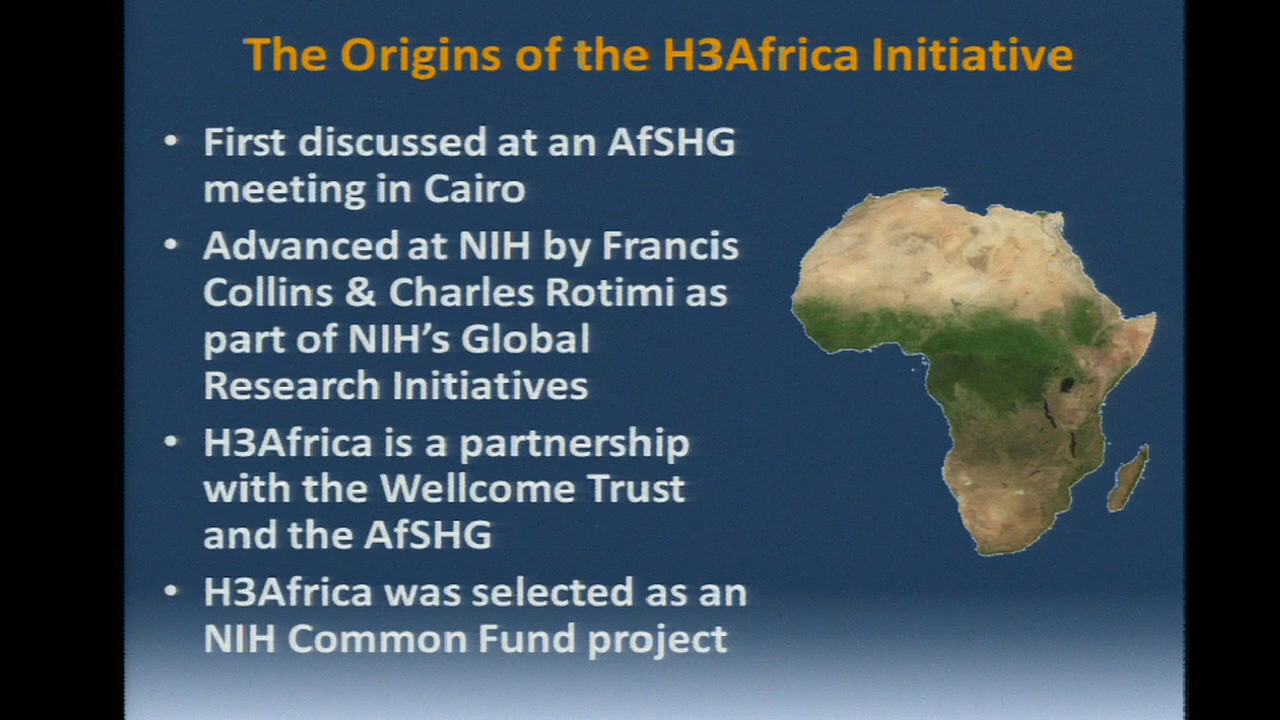 The Origins of the H3Africa Initiative
• First discussed at an AfSHG
meeting in Cairo
• Advanced at NIH by Francis
Collins & Charles Rotimi as
part of NIH’s Global
Research Initiatives
• H3Africa is a partnership
with the Wellcome Trust
and the AfSHG
• H3Africa was selected as an
NIH Common Fund project